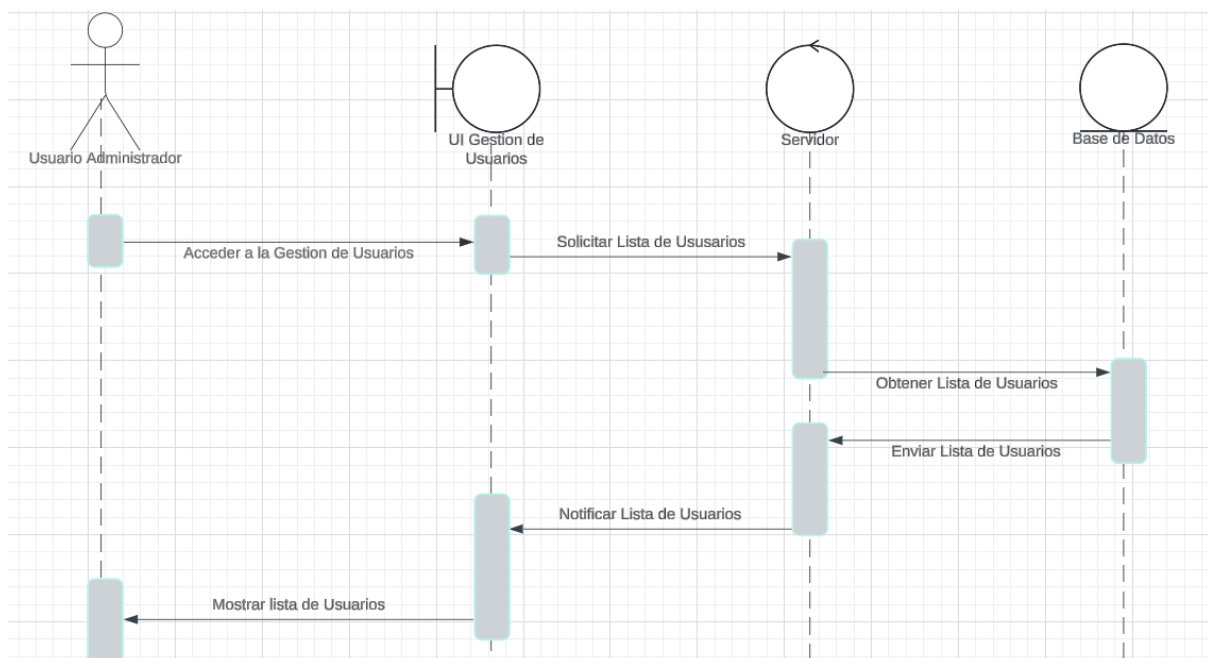 UI Gestion de
Usuarios
Servidor
Base de Datos
Usuario Administrador
Solicitar Lista de Ususarios
Acceder a la Gestion de Usuarios
Obtener Lista de Usuarios
Enviar Lista de Usuarios
Notificar Lista de Usuarios
Mostrar lista de Usuarios